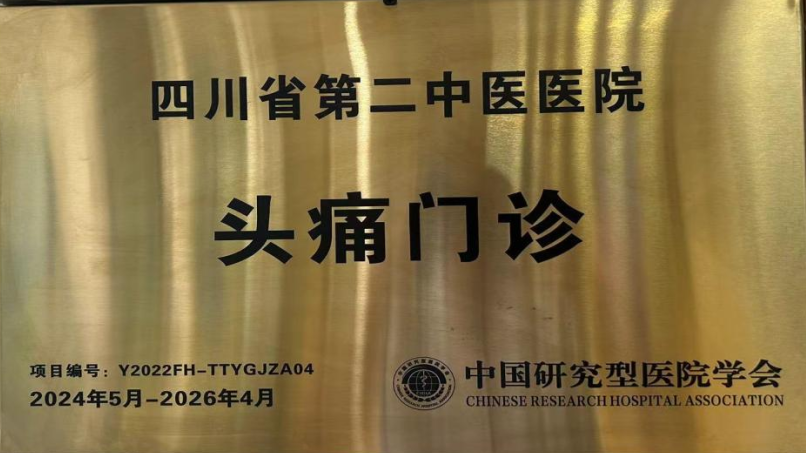 四川省第二中医医院
头痛门诊
项目编号：Y2022FH-TTYGJZA04
2024年5月-2026年4月
中国研究型医院学会
CHINESE RESEARCH HOSPITAL ASSOCIATION